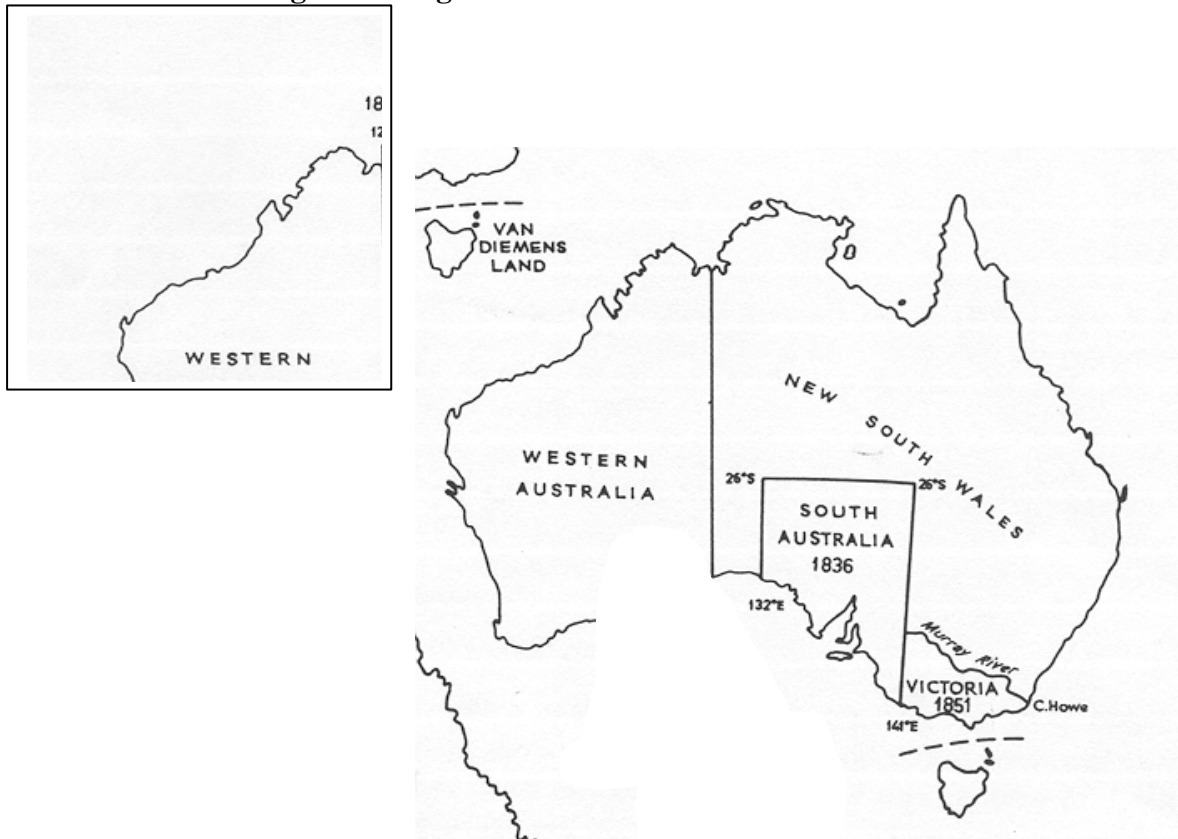 18
12
WESTERN
VAN
DIEMENS
LAND
NEW SOUTH WALES
WESTERN
AUSTRALIA
26°S
26°S
SOUTH
AUSTRALIA
1836
132°E
Murray River
VICTORIA
1851
C.Howe
141°E